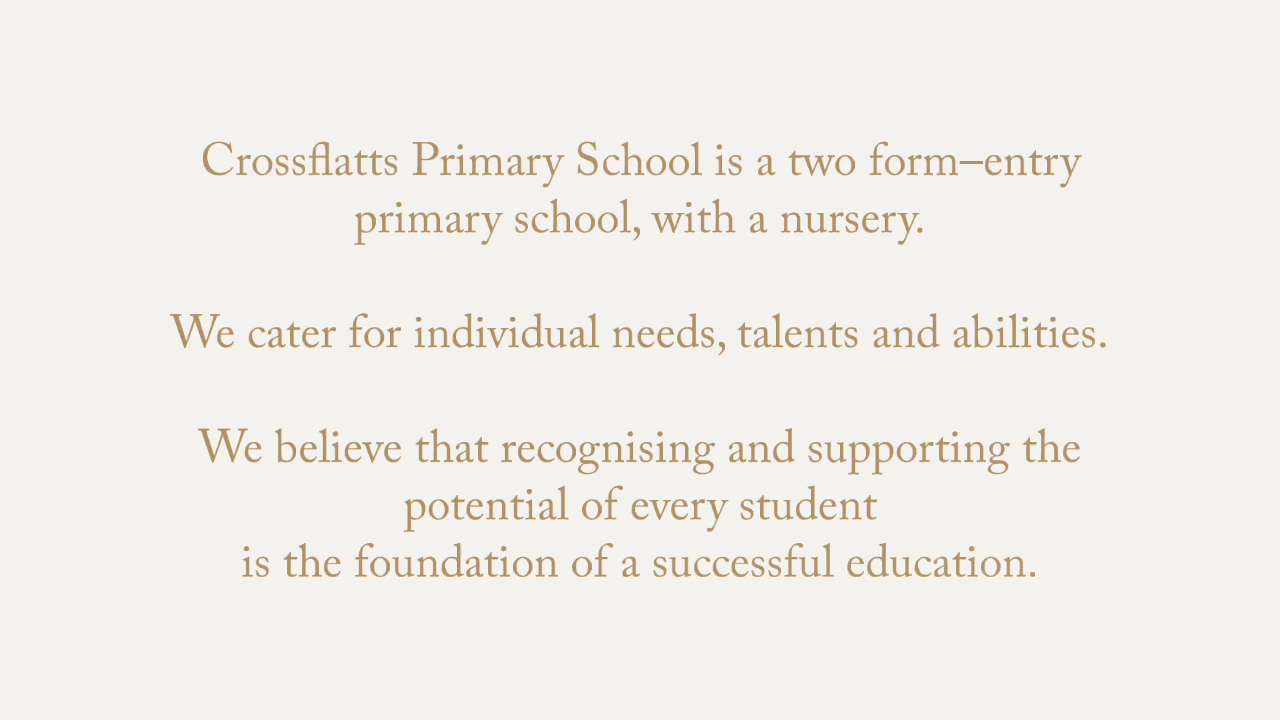 Crossflatts Primary School is a two form–entry
primary school, with a nursery.
We cater for individual needs, talents and abilities.
We believe that recognising and supporting the
potential of every student
is the foundation of a successful education.